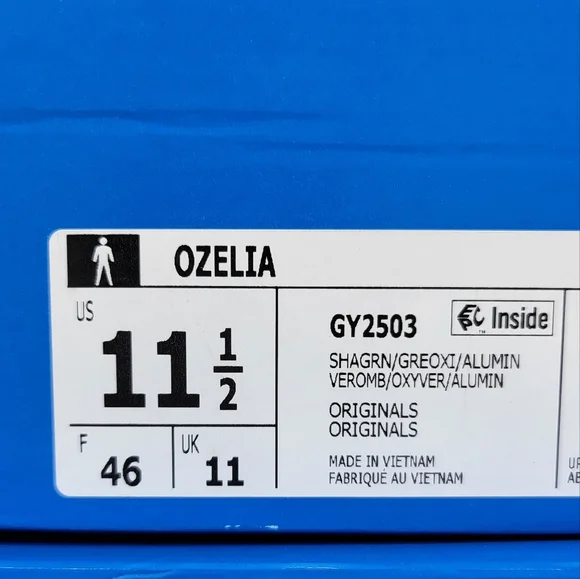 OZELIA
US
11 1/2
F
46
UK
11
GY2503
Inside
SHAGRN/GREOXI/ALUMIN
VEROMB/OXYVER/ALUMIN
ORIGINALS
ORIGINALS
MADE IN VIETNAM
FABRIQUÉ AU VIETNAM